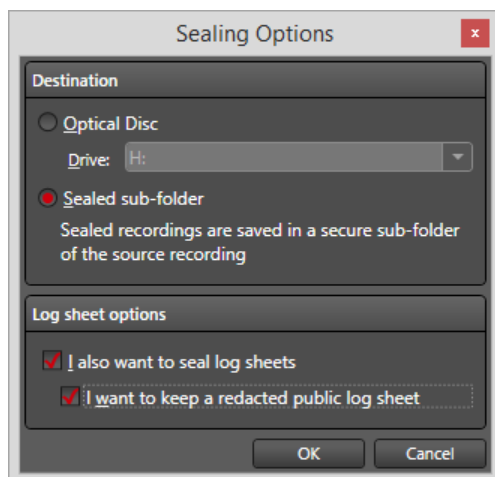 Sealing Options
x
Destination
Optical Disc
Drive: H:
Sealed sub-folder
Sealed recordings are saved in a secure sub-folder
of the source recording
Log sheet options
I also want to seal log sheets
I want to keep a redacted public log sheet
OK Cancel